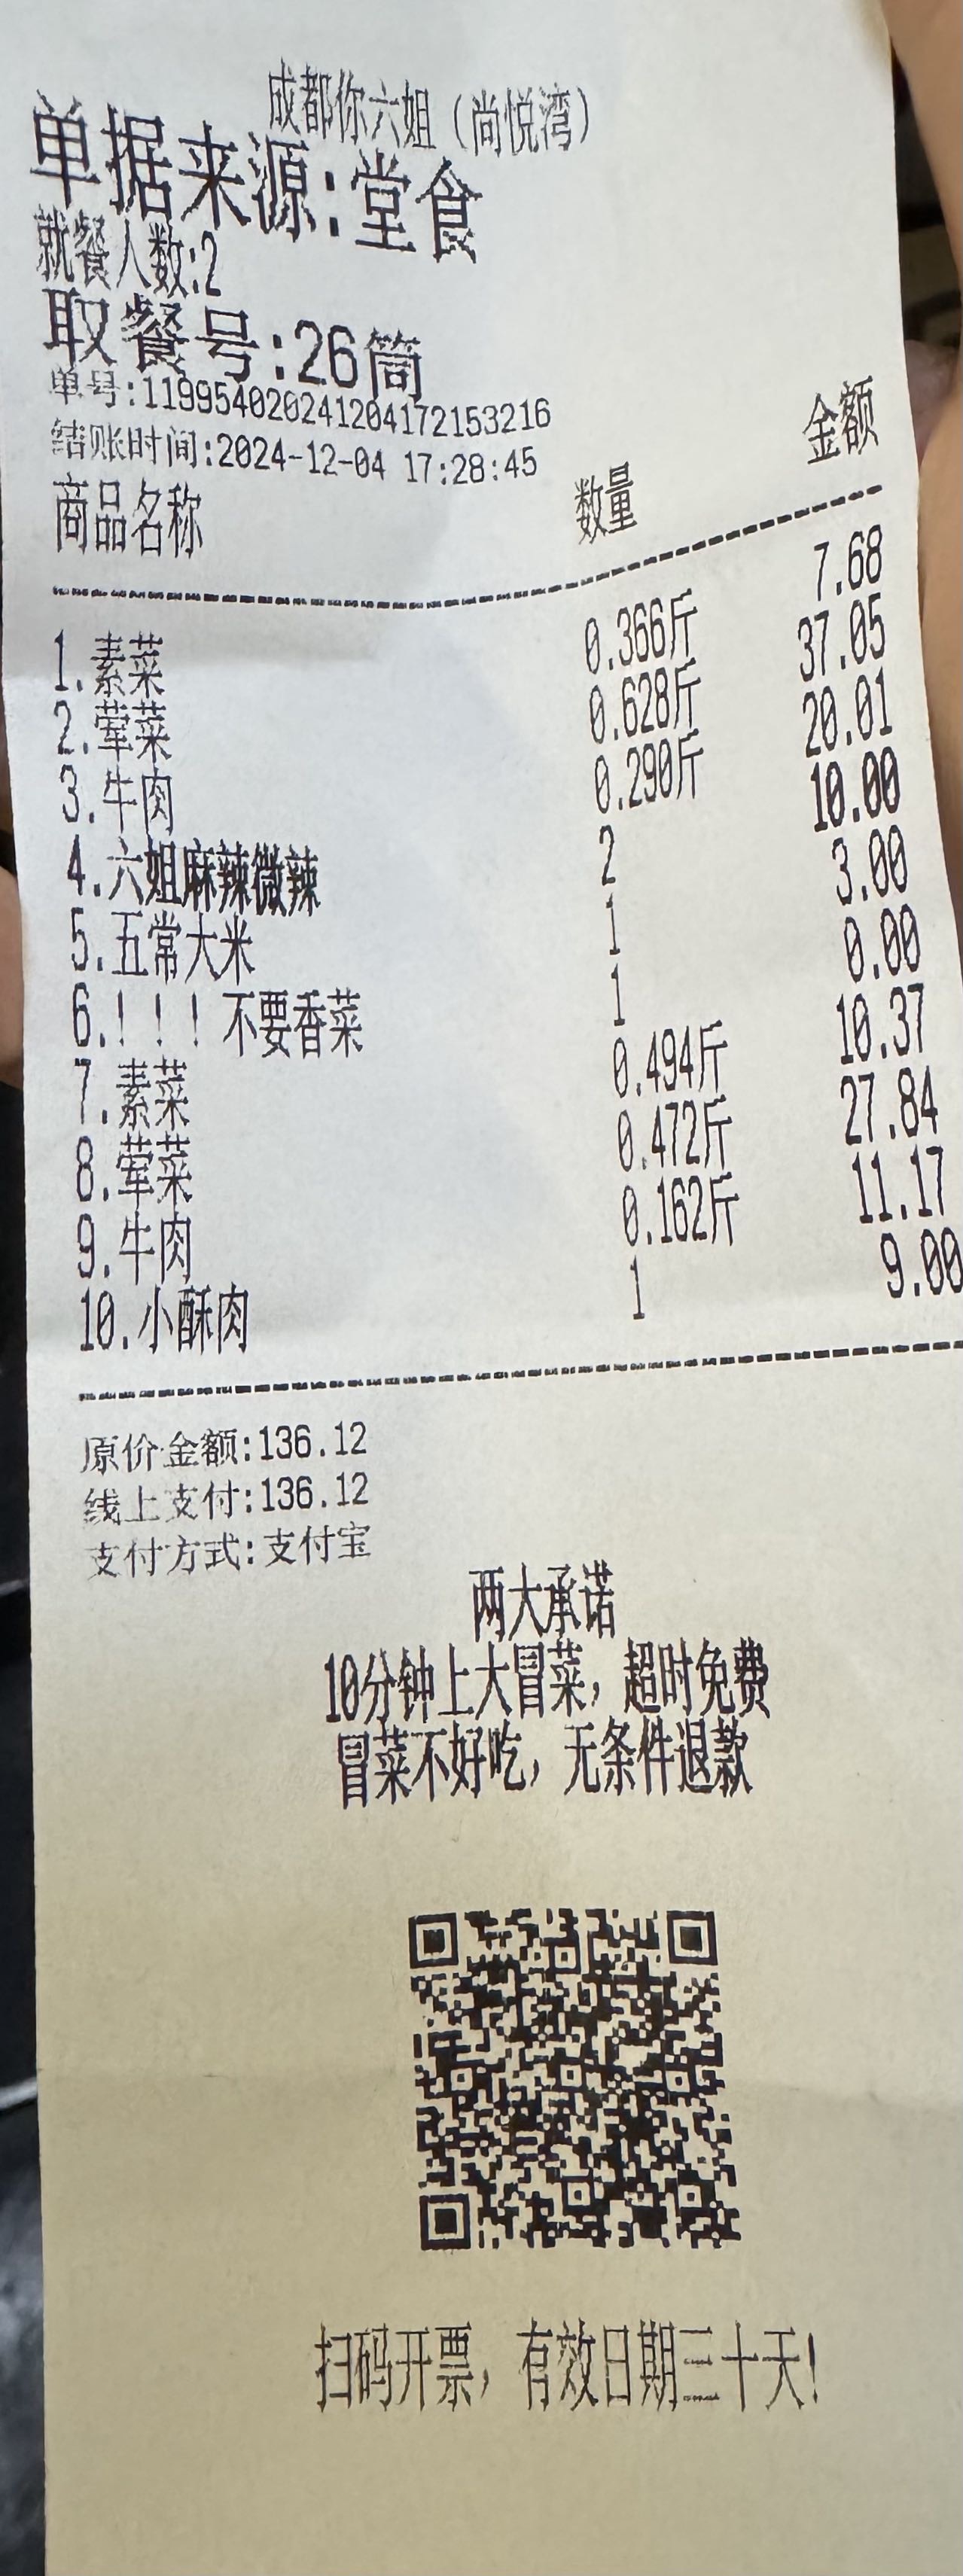 成都你六姐（尚悦湾）
单据来源:堂食
就餐人数:2
取餐号:26筒
单号:119954020241204172153216
结账时间:2024-12-04 17:28:45
商品名称 数量 金额
1.素菜 0.366斤 7.68
2.荤菜 0.628斤 37.05
3.牛肉 0.290斤 20.01
4.六姐麻辣微辣 2 10.00
5.五常大米 1 3.00
6.！！！不要香菜 1 0.00
7.素菜 0.494斤 10.37
8.荤菜 0.472斤 27.84
9.牛肉 0.162斤 11.17
10.小酥肉 1 9.00
原价金额:136.12
线上支付:136.12
支付方式:支付宝
两大承诺
10分钟上大冒菜，超时免费
冒菜不好吃，无条件退款
扫码开票，有效日期三十天！